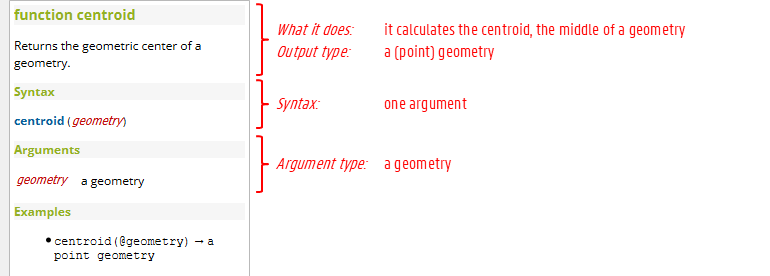 function centroid
Returns the geometric center of a
geometry.
Syntax
centroid (geometry)
Arguments
geometry a geometry
Examples
• centroid(@geometry) → a
point geometry
What it does: it calculates the centroid, the middle of a geometry
Output type: a (point) geometry
Syntax: one argument
Argument type: a geometry